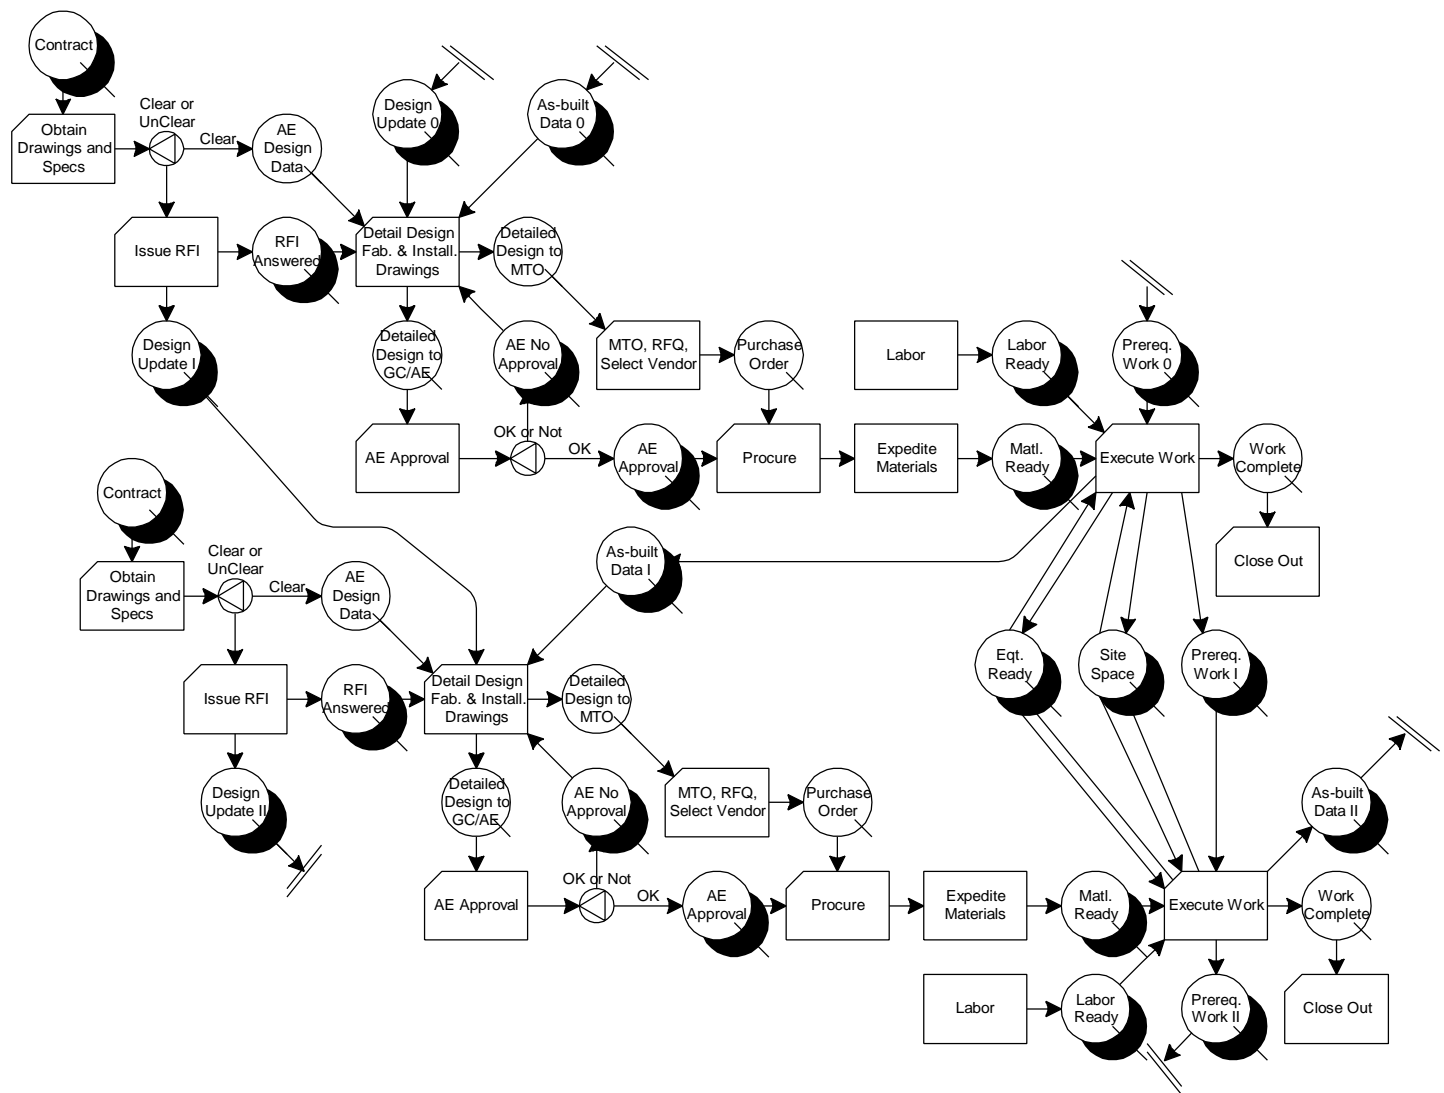 Contract
Clear or
UnClear
Obtain
Drawings and
Specs
Clear
AE
Design
Data
Design
Update 0
As-built
Data 0
Issue RFI
RFI
Answered
Detail Design
Fab. & Install.
Drawings
Detailed
Design to
MTO
Design
Update I
Detailed
Design to
GC/AE
AE No
Approval
MTO, RFQ,
Select Vendor
Purchase
Order
Labor
Labor
Ready
Prereq.
Work 0
AE Approval
OK or Not
OK
AE
Approval
Procure
Expedite
Materials
Matl.
Ready
Execute Work
Work
Complete
Close Out
Contract
Clear or
UnClear
Obtain
Drawings and
Specs
Clear
AE
Design
Data
As-built
Data I
Issue RFI
RFI
Answered
Detail Design
Fab. & Install.
Drawings
Detailed
Design to
MTO
Eqt.
Ready
Site
Space
Prereq.
Work I
Design
Update II
Detailed
Design to
GC/AE
AE No
Approval
MTO, RFQ,
Select Vendor
Purchase
Order
As-built
Data II
AE Approval
OK or Not
OK
AE
Approval
Procure
Expedite
Materials
Matl.
Ready
Execute Work
Work
Complete
Labor
Labor
Ready
Prereq.
Work II
Close Out